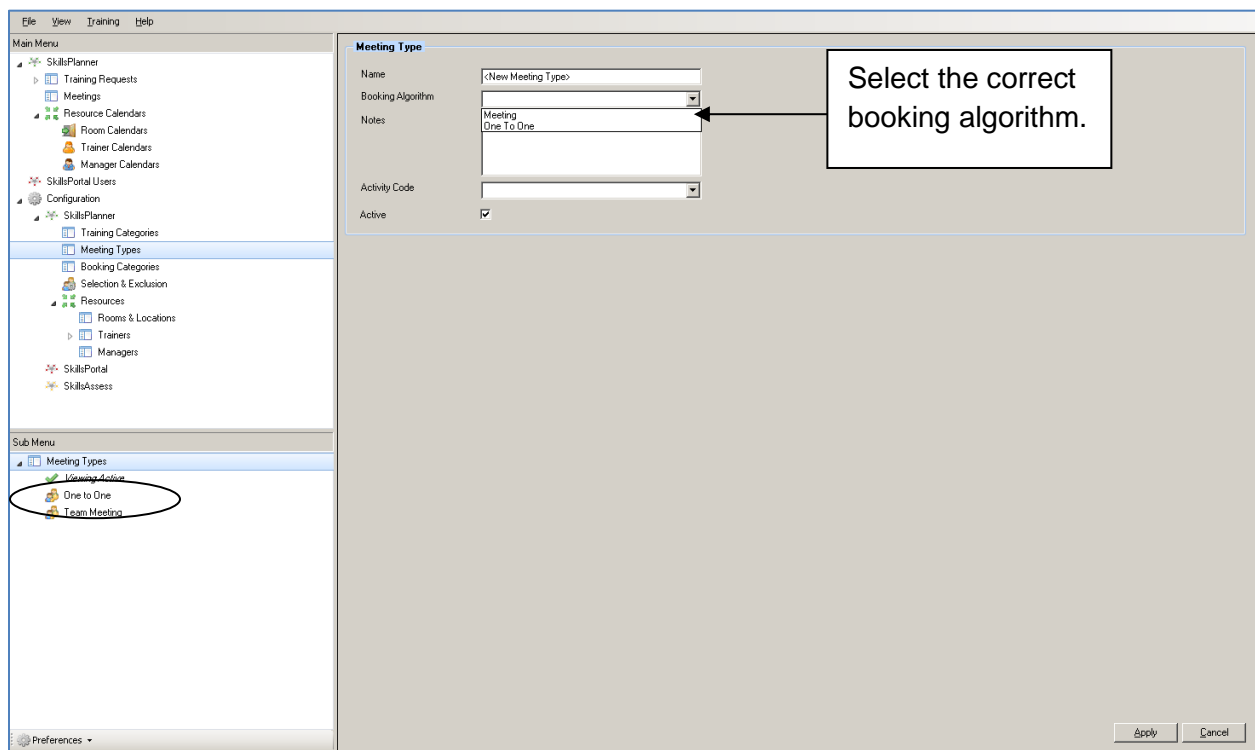 File View Training Help
Main Menu
SkillsPlanner
Training Requests
Meetings
Resource Calendars
Room Calendars
Trainer Calendars
Manager Calendars
SkillsPortal Users
Configuration
SkillsPlanner
Training Categories
Meeting Types
Booking Categories
Selection & Exclusion
Resources
Rooms & Locations
Trainers
Managers
SkillsPortal
SkillsAssess
Sub Menu
Meeting Types
Viewing Active
One to One
Team Meeting
Preferences
Meeting Type
Name <New Meeting Type>
Booking Algorithm
Meeting
One To One
Notes
Activity Code
Active
Select the correct
booking algorithm.
Apply Cancel